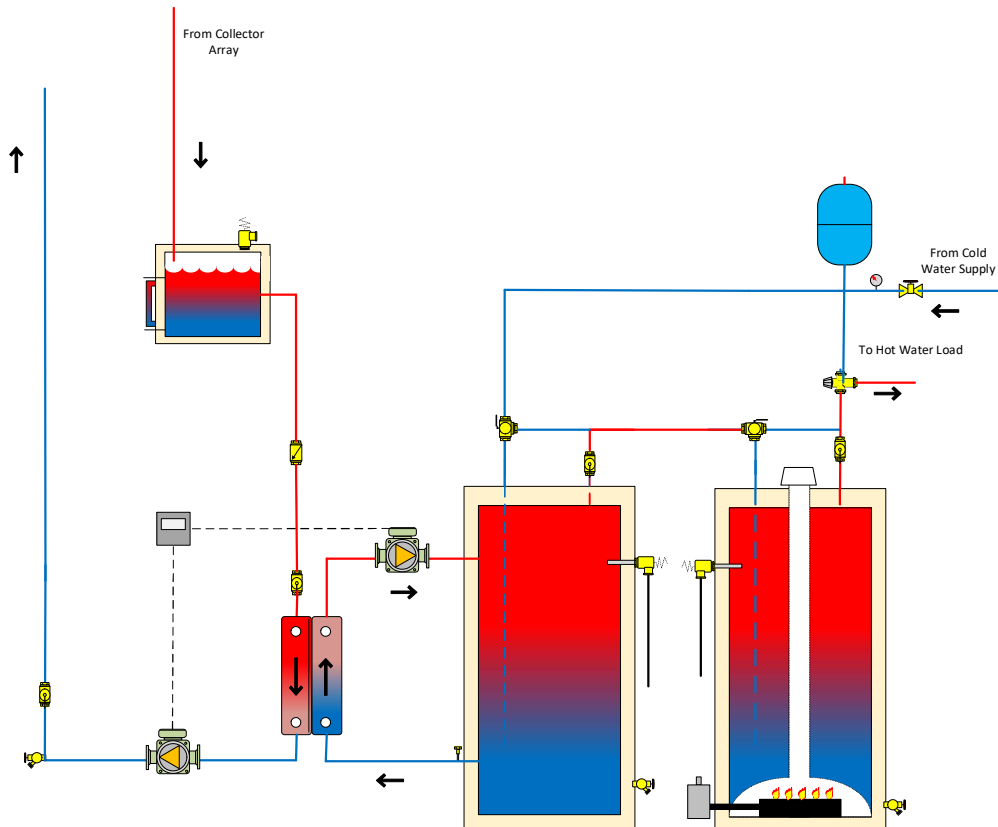 From Collector
Array
From Cold
Water Supply
To Hot Water Load